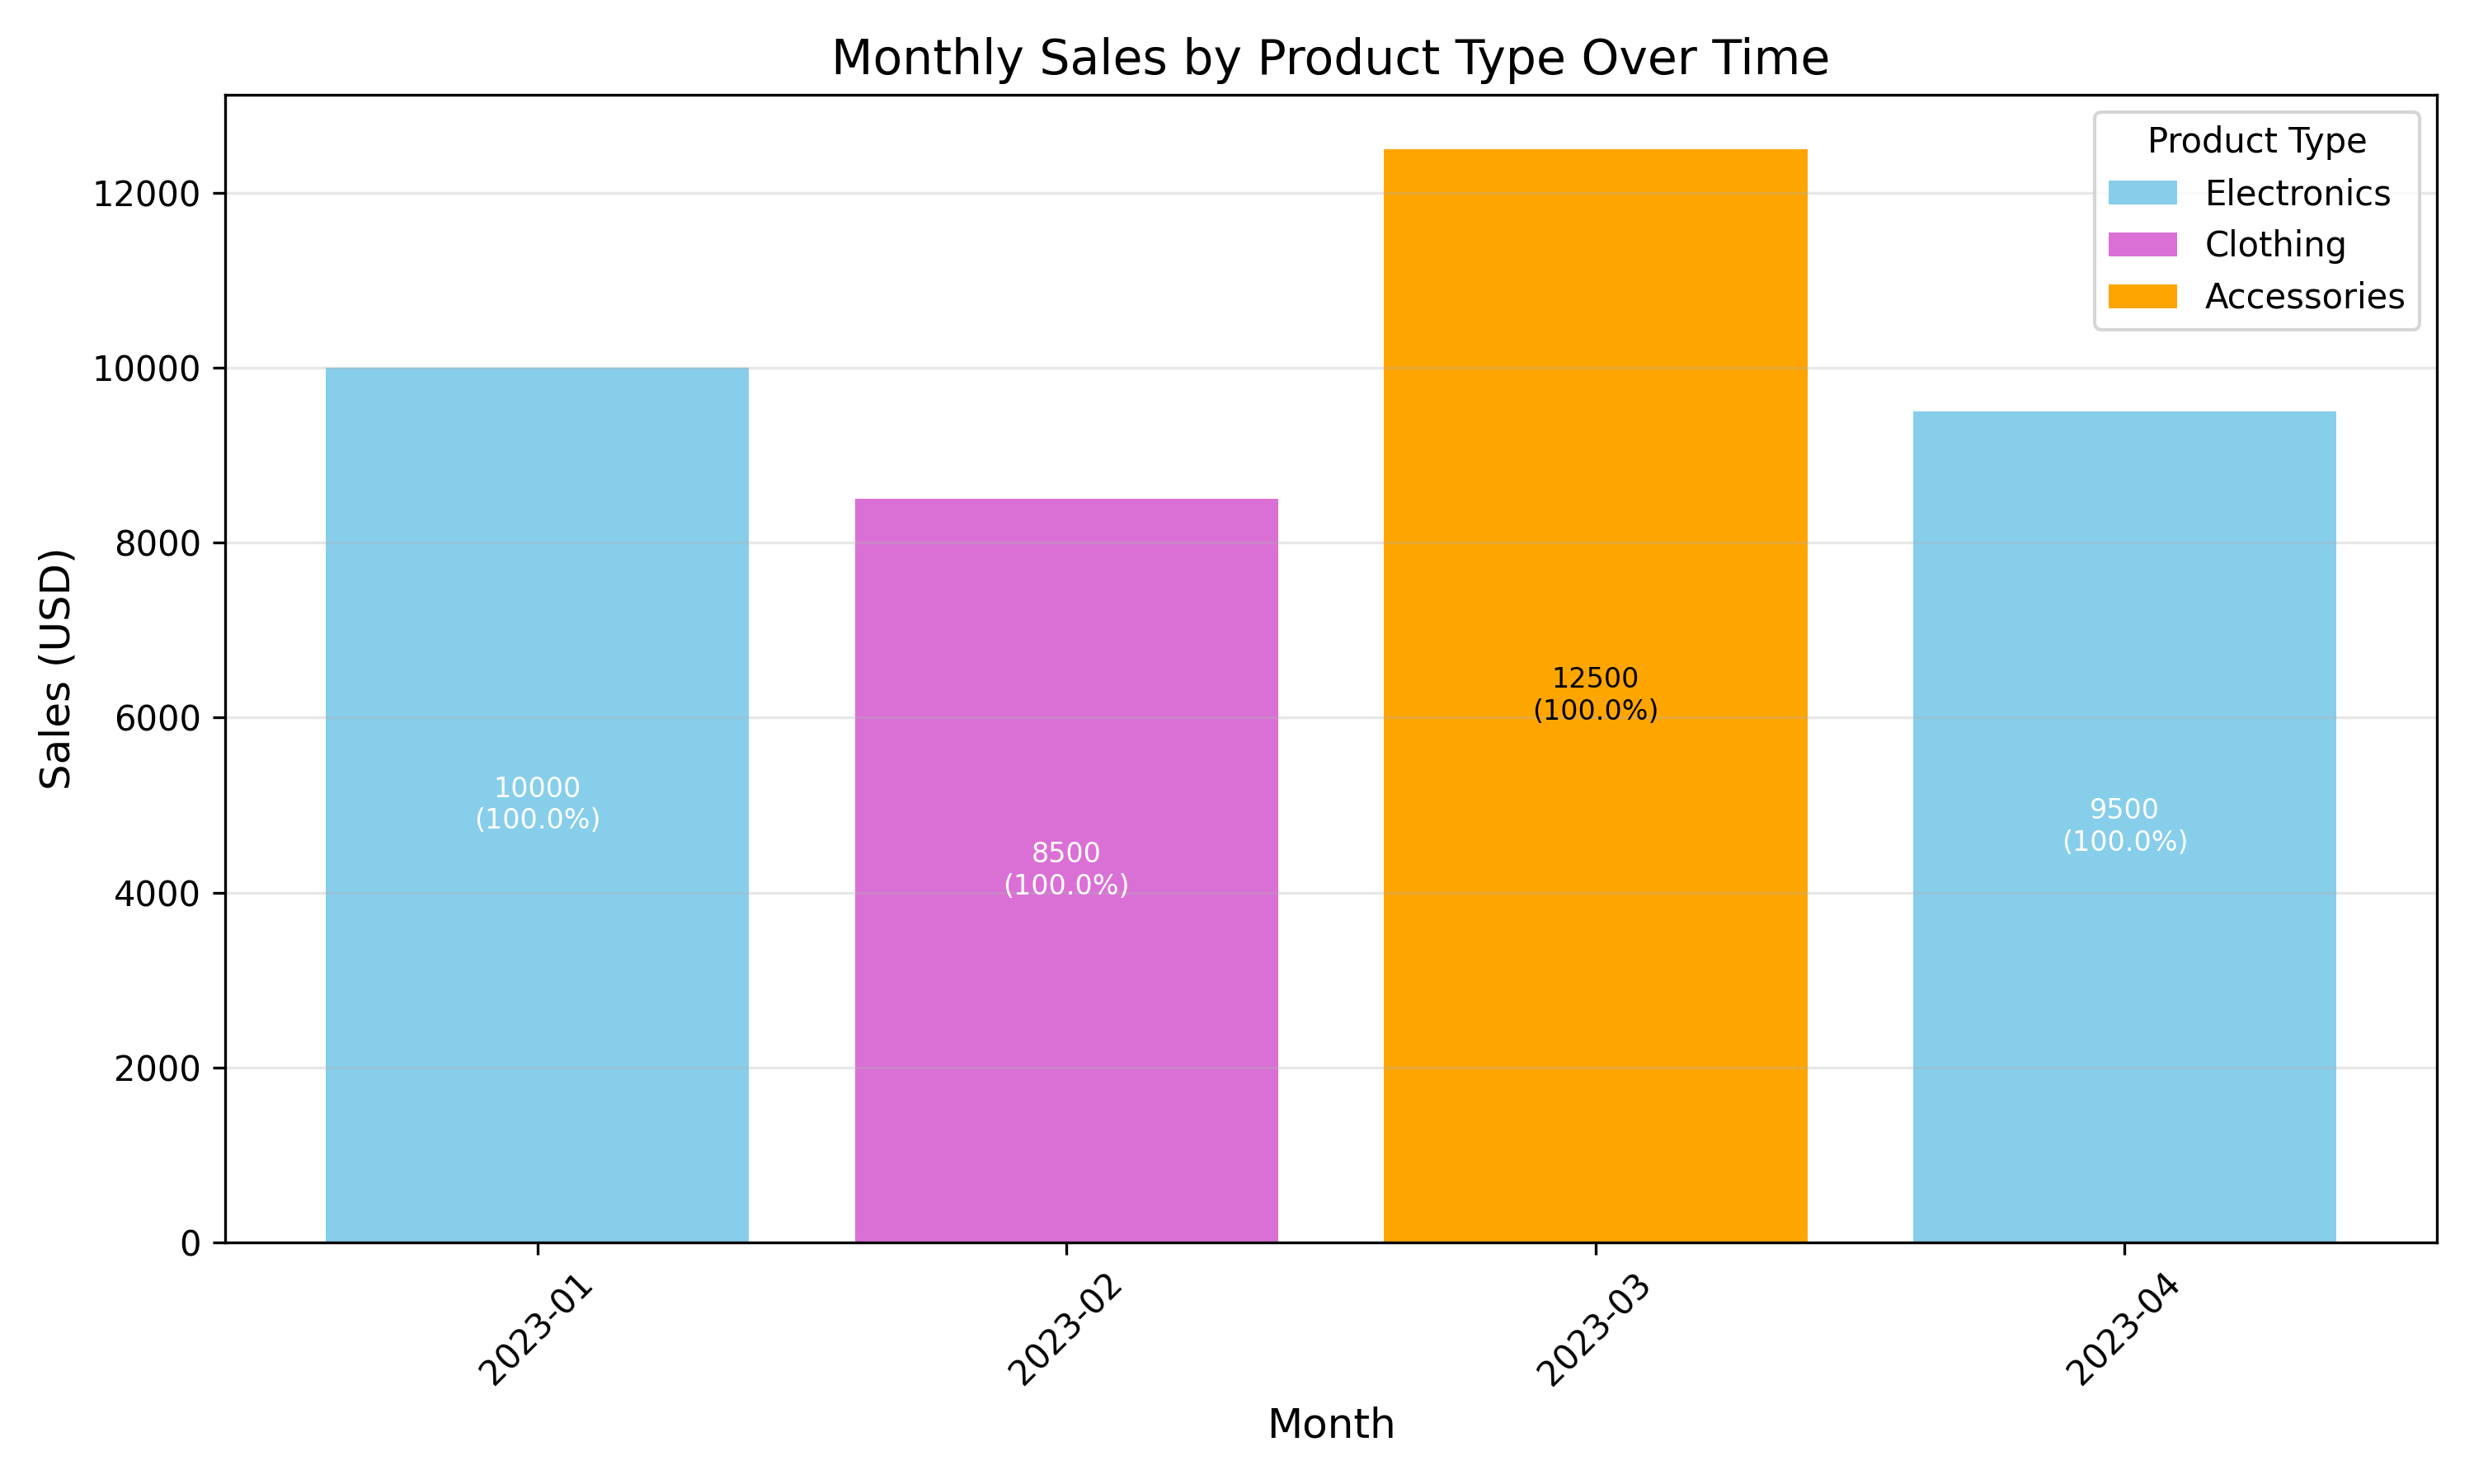 Monthly Sales by Product Type Over Time
Product Type
Electronics
Clothing
Accessories
Sales (USD)
12000
10000
8000
6000
4000
2000
0
10000
(100.0%)
8500
(100.0%)
12500
(100.0%)
9500
(100.0%)
2023-01
2023-02
2023-03
2023-04
Month